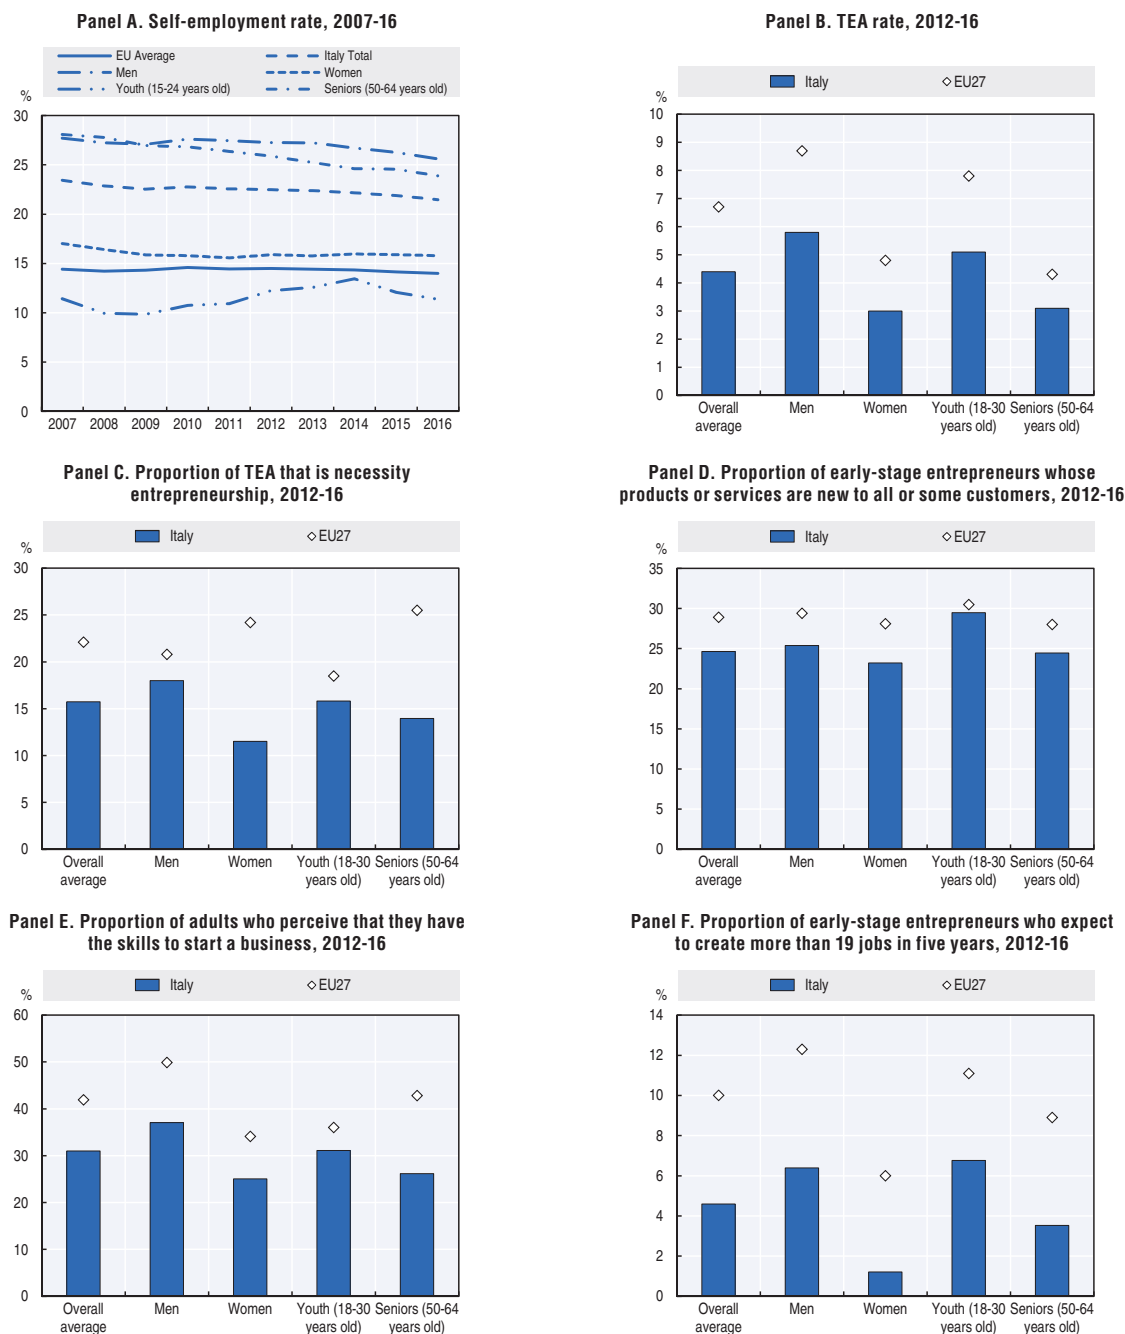 Panel A. Self-employment rate, 2007-16
EU Average
Italy Total
Men
Women
Youth (15-24 years old)
Seniors (50-64 years old)
%
30
25
20
15
10
5
0
2007 2008 2009 2010 2011 2012 2013 2014 2015 2016
Panel B. TEA rate, 2012-16
Italy
EU27
%
10
9
8
7
6
5
4
3
2
1
0
Overall average
Men
Women
Youth (18-30 years old)
Seniors (50-64 years old)
Panel C. Proportion of TEA that is necessity
entrepreneurship, 2012-16
Italy
EU27
%
30
25
20
15
10
5
0
Overall average
Men
Women
Youth (18-30 years old)
Seniors (50-64 years old)
Panel D. Proportion of early-stage entrepreneurs whose
products or services are new to all or some customers, 2012-16
Italy
EU27
%
35
30
25
20
15
10
5
0
Overall average
Men
Women
Youth (18-30 years old)
Seniors (50-64 years old)
Panel E. Proportion of adults who perceive that they have
the skills to start a business, 2012-16
Italy
EU27
%
60
50
40
30
20
10
0
Overall average
Men
Women
Youth (18-30 years old)
Seniors (50-64 years old)
Panel F. Proportion of early-stage entrepreneurs who expect
to create more than 19 jobs in five years, 2012-16
Italy
EU27
%
14
12
10
8
6
4
2
0
Overall average
Men
Women
Youth (18-30 years old)
Seniors (50-64 years old)